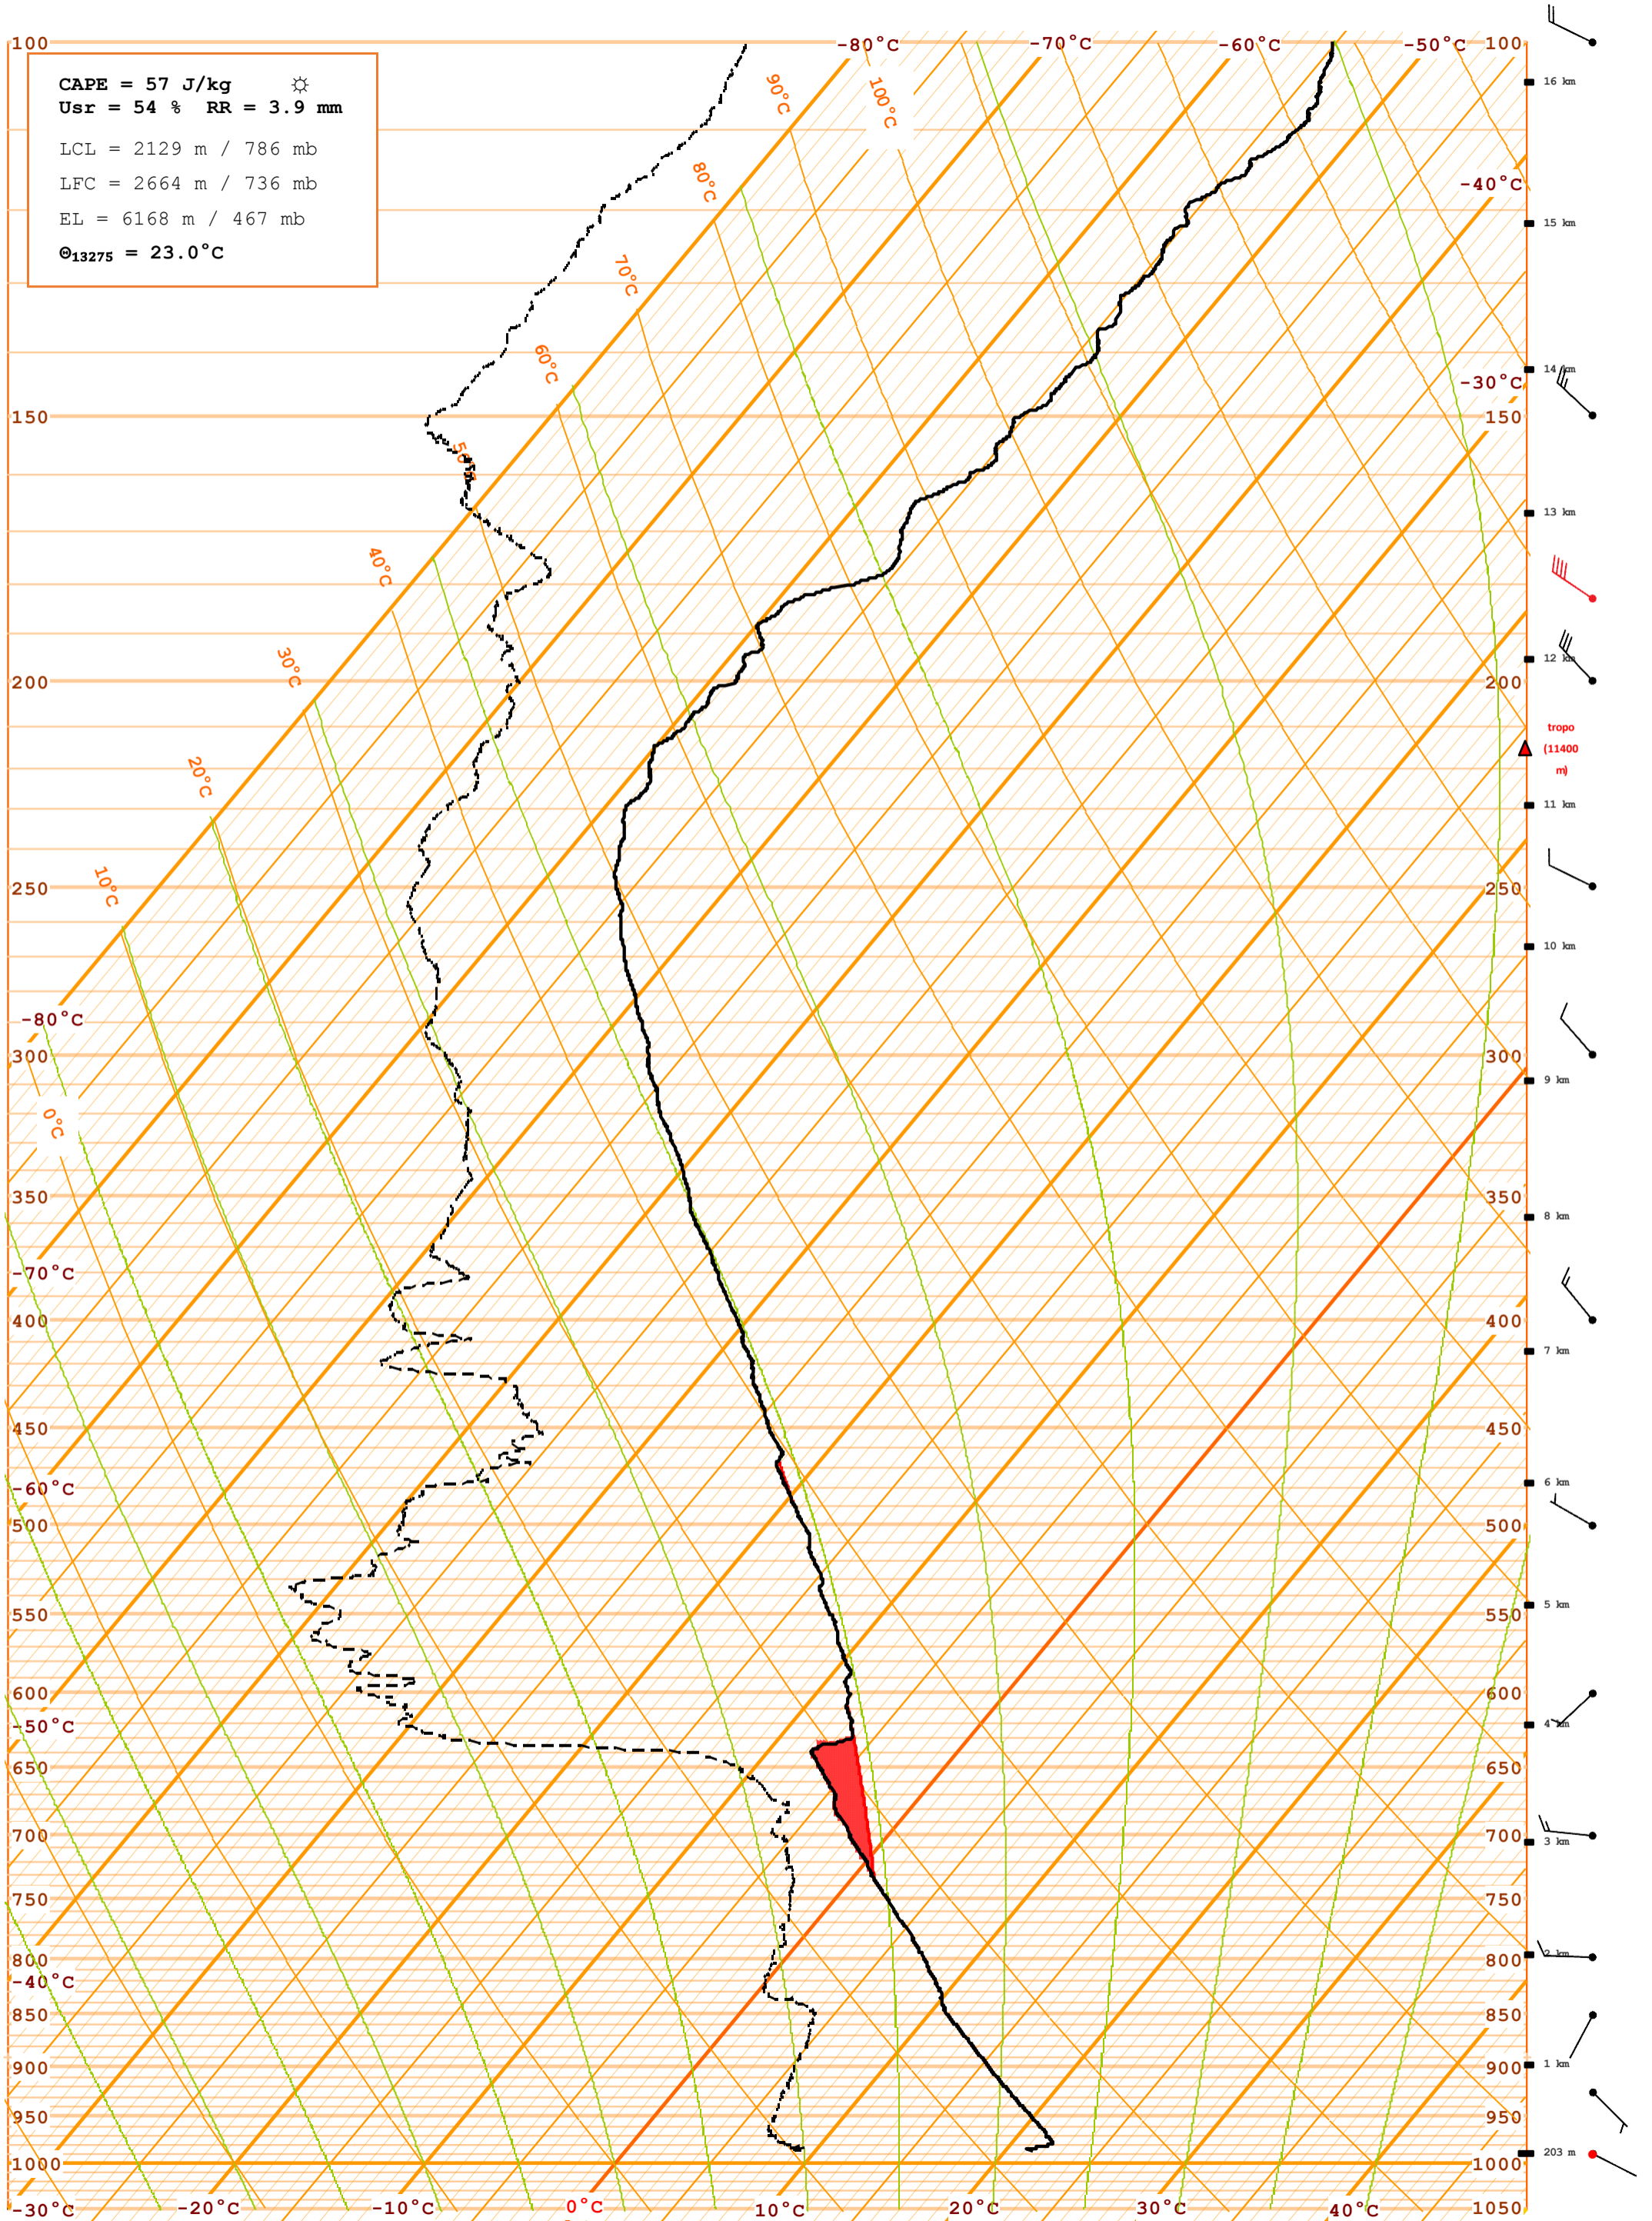 100
-80°C
-70°C
-60°C
-50°C
100
CAPE = 57 J/kg ☼
Usr = 54 % RR = 3.9 mm
LCL = 2129 m / 786 mb
LFC = 2664 m / 736 mb
EL = 6168 m / 467 mb
Θ13275 = 23.0°C
90°C
100°C
16 km
80°C
-40°C
15 km
70°C
60°C
14 km
-30°C
150
150
40°C
13 km
30°C
12 km
200
200
20°C
tropo
(11400
m)
11 km
10°C
250
250
10 km
-80°C
300
300
9 km
0°C
350
350
8 km
-70°C
400
400
7 km
450
450
-60°C
6 km
500
500
550
550
5 km
600
600
-50°C
4 km
650
650
700
700
3 km
750
750
800
800
2 km
-40°C
850
850
900
900
1 km
950
950
203 m
1000
1000
-30°C
-20°C
-10°C
0°C
10°C
20°C
30°C
40°C
1050